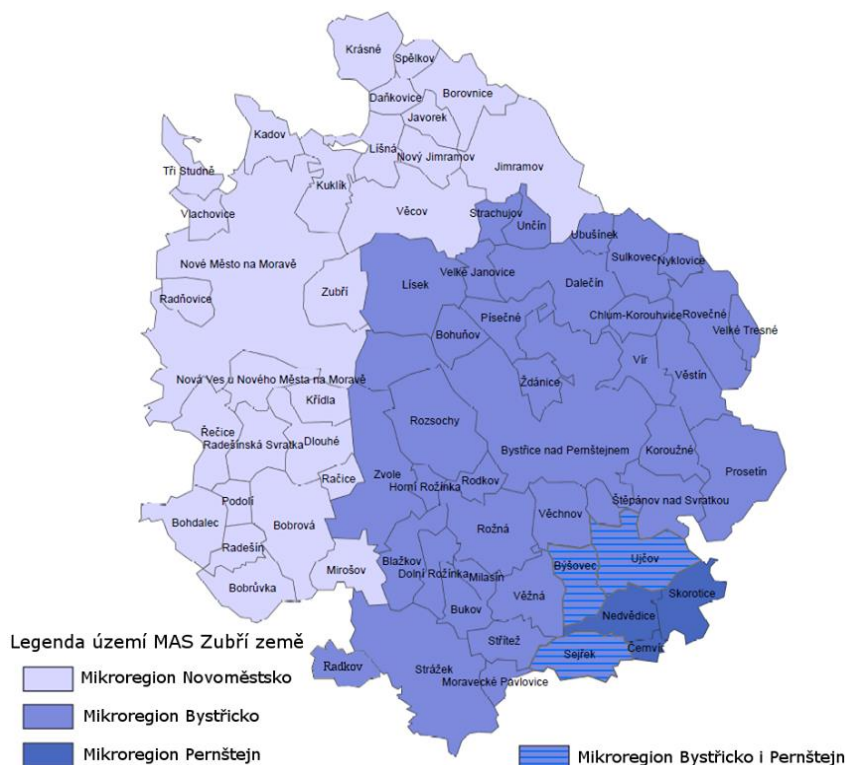 Krásné
Spělkov
Daňkovice
Borovnice
Javorek
Kadov
Líšná
Nový Jimramov
Jimramov
Tři Studně
Kuklík
Vlachovice
Věcov
Strachujov
Unčín
Ubušínek
Sulkovec
Nyklovice
Nové Město na Moravě
Velké Janovice
Lísek
Dalečín
Zubří
Radňovice
Písečné
Chlum-Korouhvice
Rovečné
Velké Tresné
Bohuňov
Vír
Věstín
Nová Ves u Nového Města na Moravě
Ždánice
Křídla
Řečice
Radešínská Svratka
Dlouhé
Rozsochy
Bystřice nad Pernštejnem
Koroužné
Prosetín
Račice
Zvole
Horní Rožínka
Rodkov
Štěpánov nad Svratkou
Podolí
Bohdalec
Bobrová
Rožná
Věchnov
Radešín
Ujčov
Mirošov
Blažkov
Dolní Rožínka
Milasín
Býšovec
Bobrůvka
Bukov
Věžná
Skorotice
Nedvědice
Střítež
Legenda území MAS Zubří země
Sejřek
Černvír
Radkov
Strážek
Moravecké Pavlovice
Mikroregion Novoměstsko
Mikroregion Bystřicko
Mikroregion Pernštejn
Mikroregion Bystřicko i Pernštejn